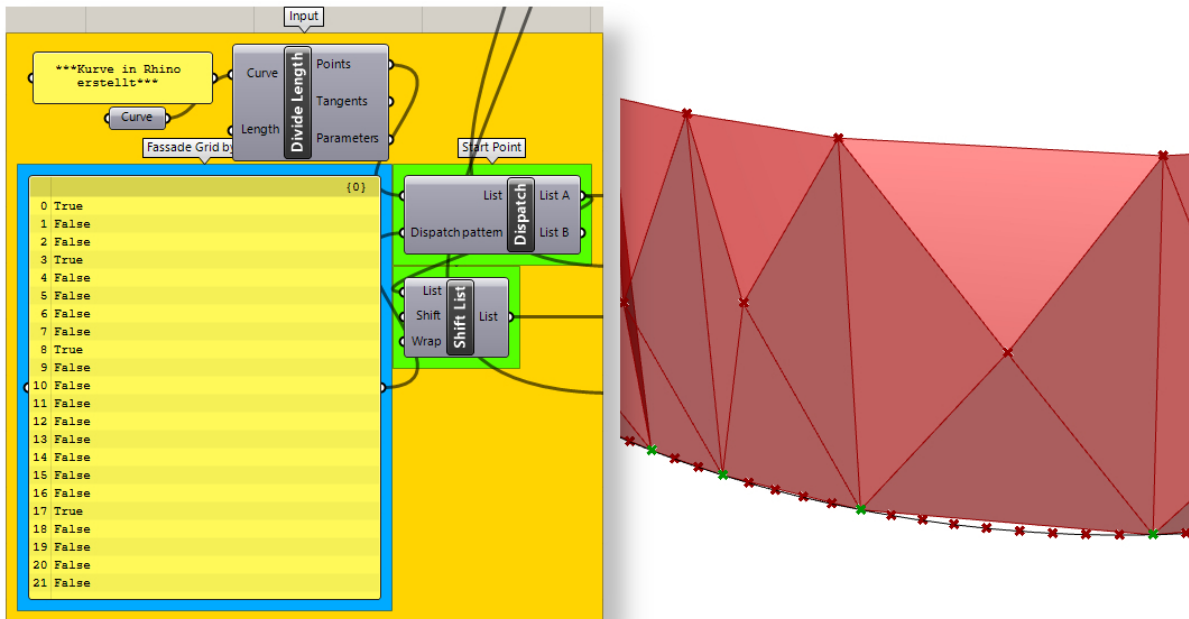 Input
***Kurve in Rhino
erstellt***
Curve
Curve
Length
Divide Length
Points
Tangents
Parameters
Fassade Grid by
Start Point
{0}
0 True
1 False
2 False
3 True
4 False
5 False
6 False
7 False
8 True
9 False
10 False
11 False
12 False
13 False
14 False
15 False
16 False
17 True
18 False
19 False
20 False
21 False
List
Dispatch pattern
Dispatch
List A
List B
List
Shift
Wrap
Shift List
List